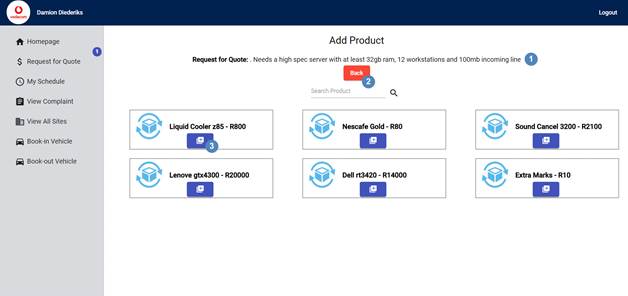 vodacom
Damion Diederiks
Logout
Homepage
1
Request for Quote
My Schedule
View Complaint
View All Sites
Book-in Vehicle
Book-out Vehicle
Add Product
Request for Quote: . Needs a high spec server with at least 32gb ram, 12 workstations and 100mb incoming line 1
Back
2
Search Product
Liquid Cooler z85 - R800
3
Nescafe Gold - R80
Sound Cancel 3200 - R2100
Lenove gtx4300 - R20000
Dell rt3420 - R14000
Extra Marks - R10